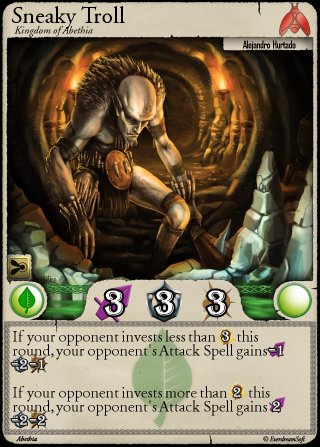 Sneaky Troll
Kingdom of Abethia
Alejandro Hurtado
3 3 3
If your opponent invests less than 3 this
round, your opponent's Attack Spell gains -1
-2 -1
If your opponent invests more than 2 this
round, your opponent's Attack Spell gains -2
-2 -2
Abethia
© EverdreamSoft